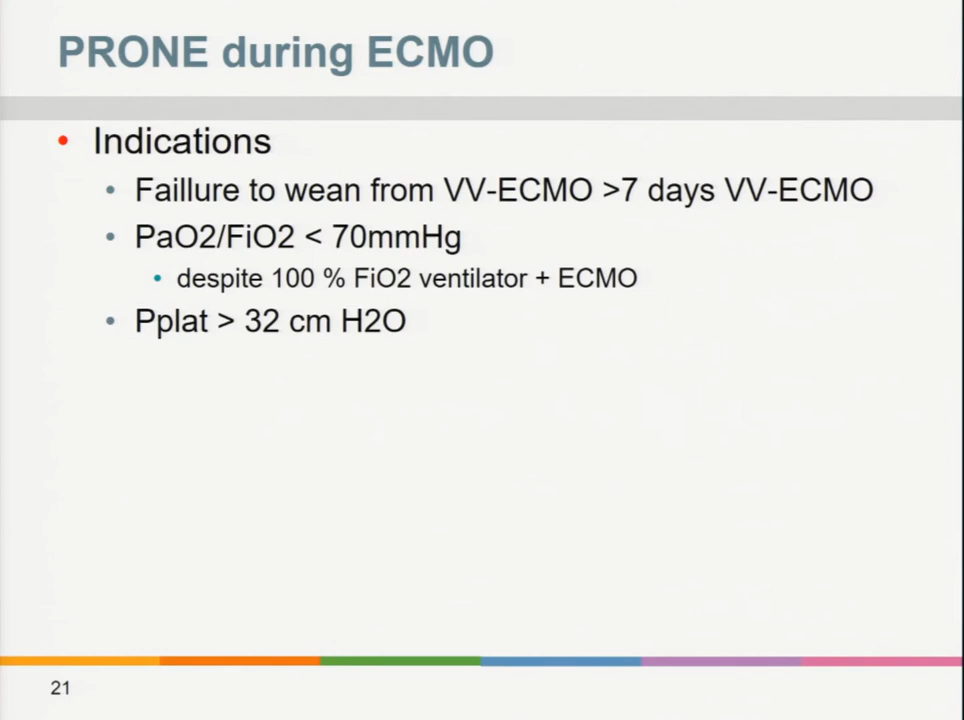 PRONE during ECMO
• Indications
• Faillure to wean from VV-ECMO >7 days VV-ECMO
• PaO2/FiO2 < 70mmHg
• despite 100 % FiO2 ventilator + ECMO
• Pplat > 32 cm H2O
21